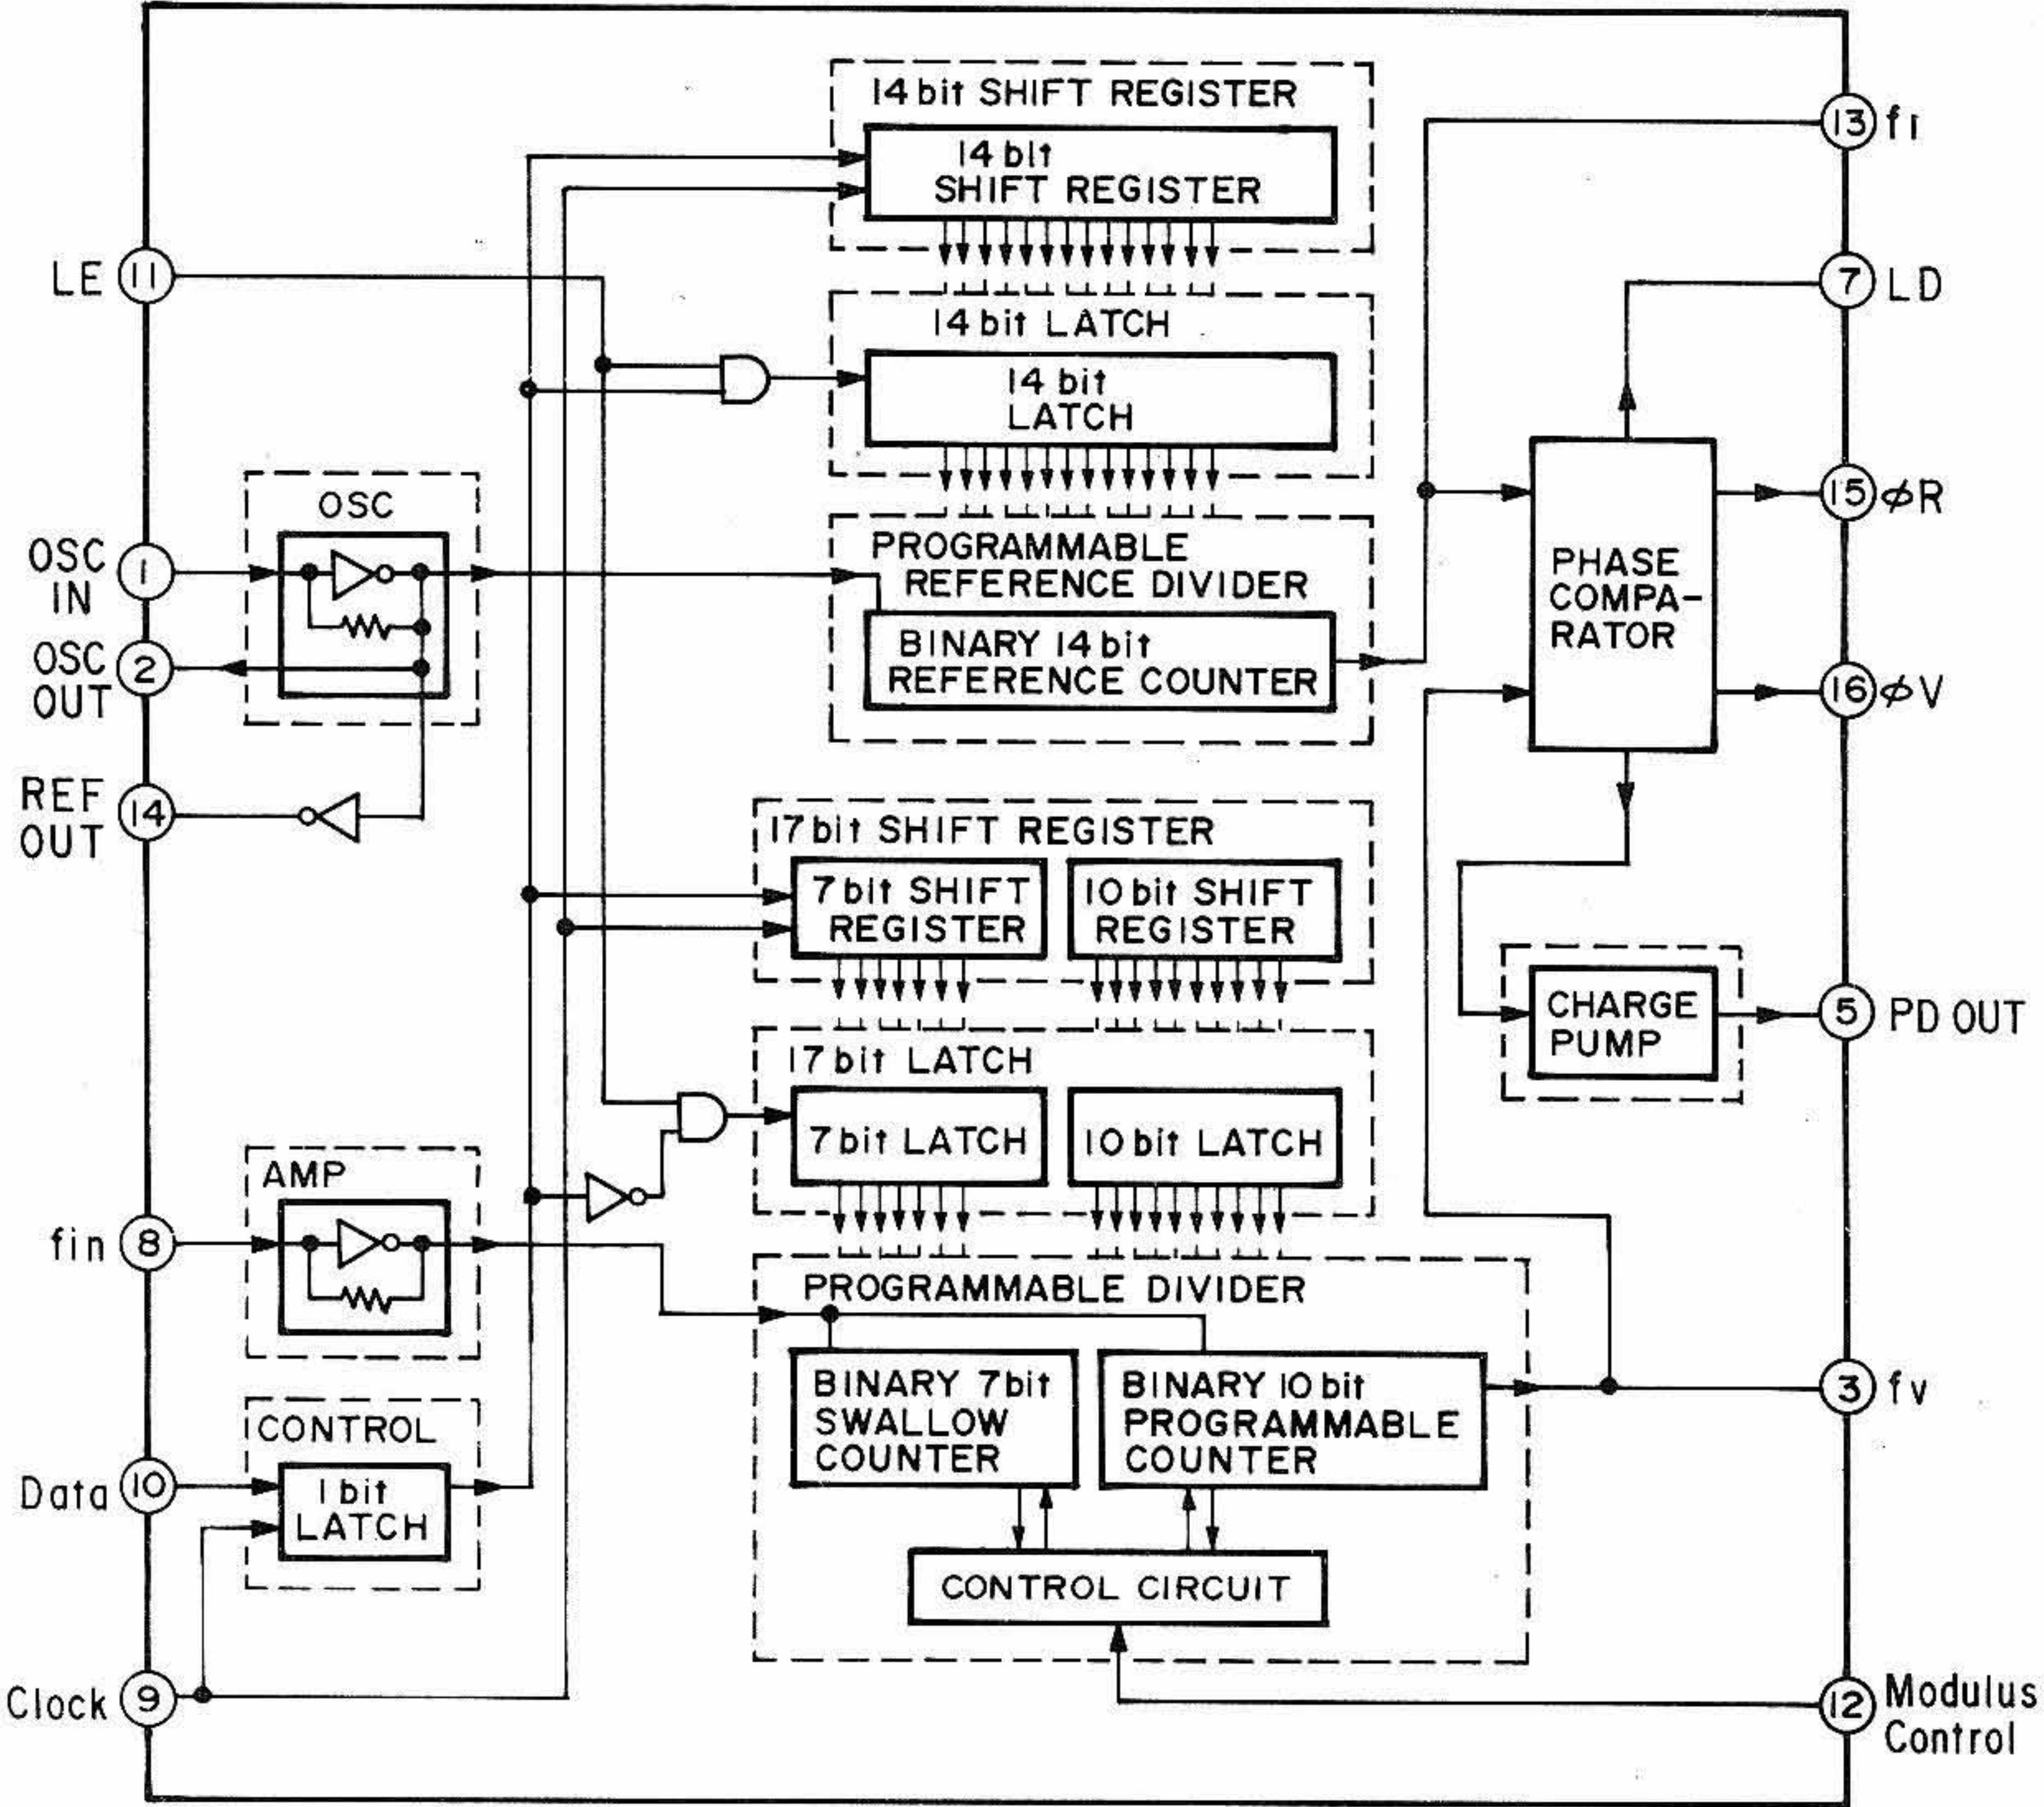 14 bit SHIFT REGISTER
14 bit
SHIFT REGISTER
13 fı
LE 11
7 LD
14 bit LATCH
14 bit
LATCH
OSC
15 ϕR
OSC
IN
1
PROGRAMMABLE
REFERENCE DIVIDER
PHASE
COMPA-
RATOR
OSC
OUT
2
BINARY 14 bit
REFERENCE COUNTER
16 ϕV
REF
OUT
14
17 bit SHIFT REGISTER
7 bit SHIFT
REGISTER
10 bit SHIFT
REGISTER
CHARGE
PUMP
5 PD OUT
17 bit LATCH
7 bit LATCH
10 bit LATCH
AMP
fin 8
PROGRAMMABLE DIVIDER
BINARY 7 bit
SWALLOW
COUNTER
BINARY 10 bit
PROGRAMMABLE
COUNTER
3 fv
CONTROL
Data 10
1 bit
LATCH
CONTROL CIRCUIT
Clock 9
12 Modulus
Control